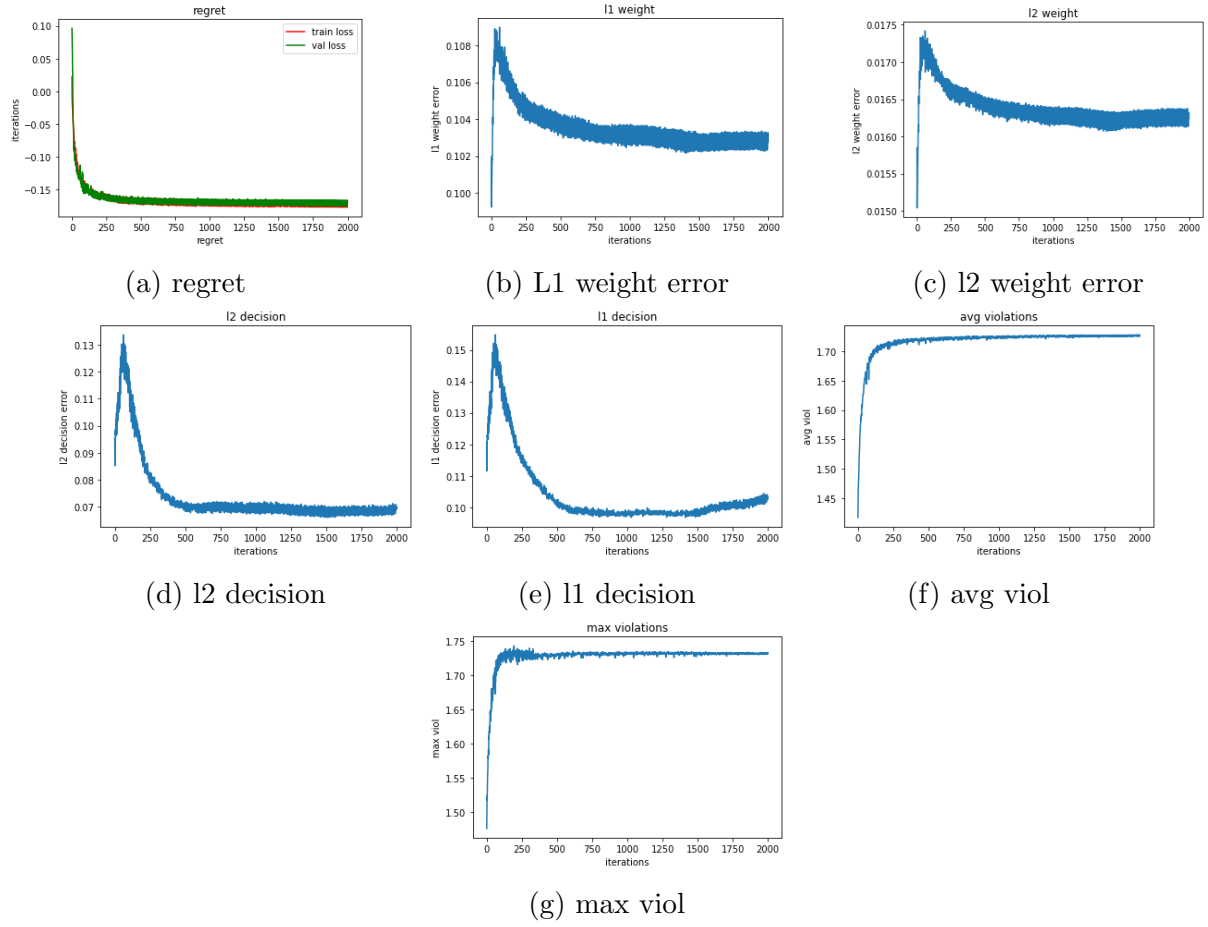 regret
train loss
val loss
0.10
0.05
0.00
−0.05
−0.10
−0.15
iterations
0 250 500 750 1000 1250 1500 1750 2000
regret
(a) regret
l1 weight
0.108
0.106
0.104
0.102
0.100
l1 weight error
0 250 500 750 1000 1250 1500 1750 2000
iterations
(b) L1 weight error
l2 weight
0.0175
0.0170
0.0165
0.0160
0.0155
0.0150
l2 weight error
0 250 500 750 1000 1250 1500 1750 2000
iterations
(c) l2 weight error
l2 decision
0.13
0.12
0.11
0.10
0.09
0.08
0.07
l2 decision error
0 250 500 750 1000 1250 1500 1750 2000
iterations
(d) l2 decision
l1 decision
0.15
0.14
0.13
0.12
0.11
0.10
l1 decision error
0 250 500 750 1000 1250 1500 1750 2000
iterations
(e) l1 decision
avg violations
1.70
1.65
1.60
1.55
1.50
1.45
avg viol
0 250 500 750 1000 1250 1500 1750 2000
iterations
(f) avg viol
max violations
1.75
1.70
1.65
1.60
1.55
1.50
max viol
0 250 500 750 1000 1250 1500 1750 2000
iterations
(g) max viol